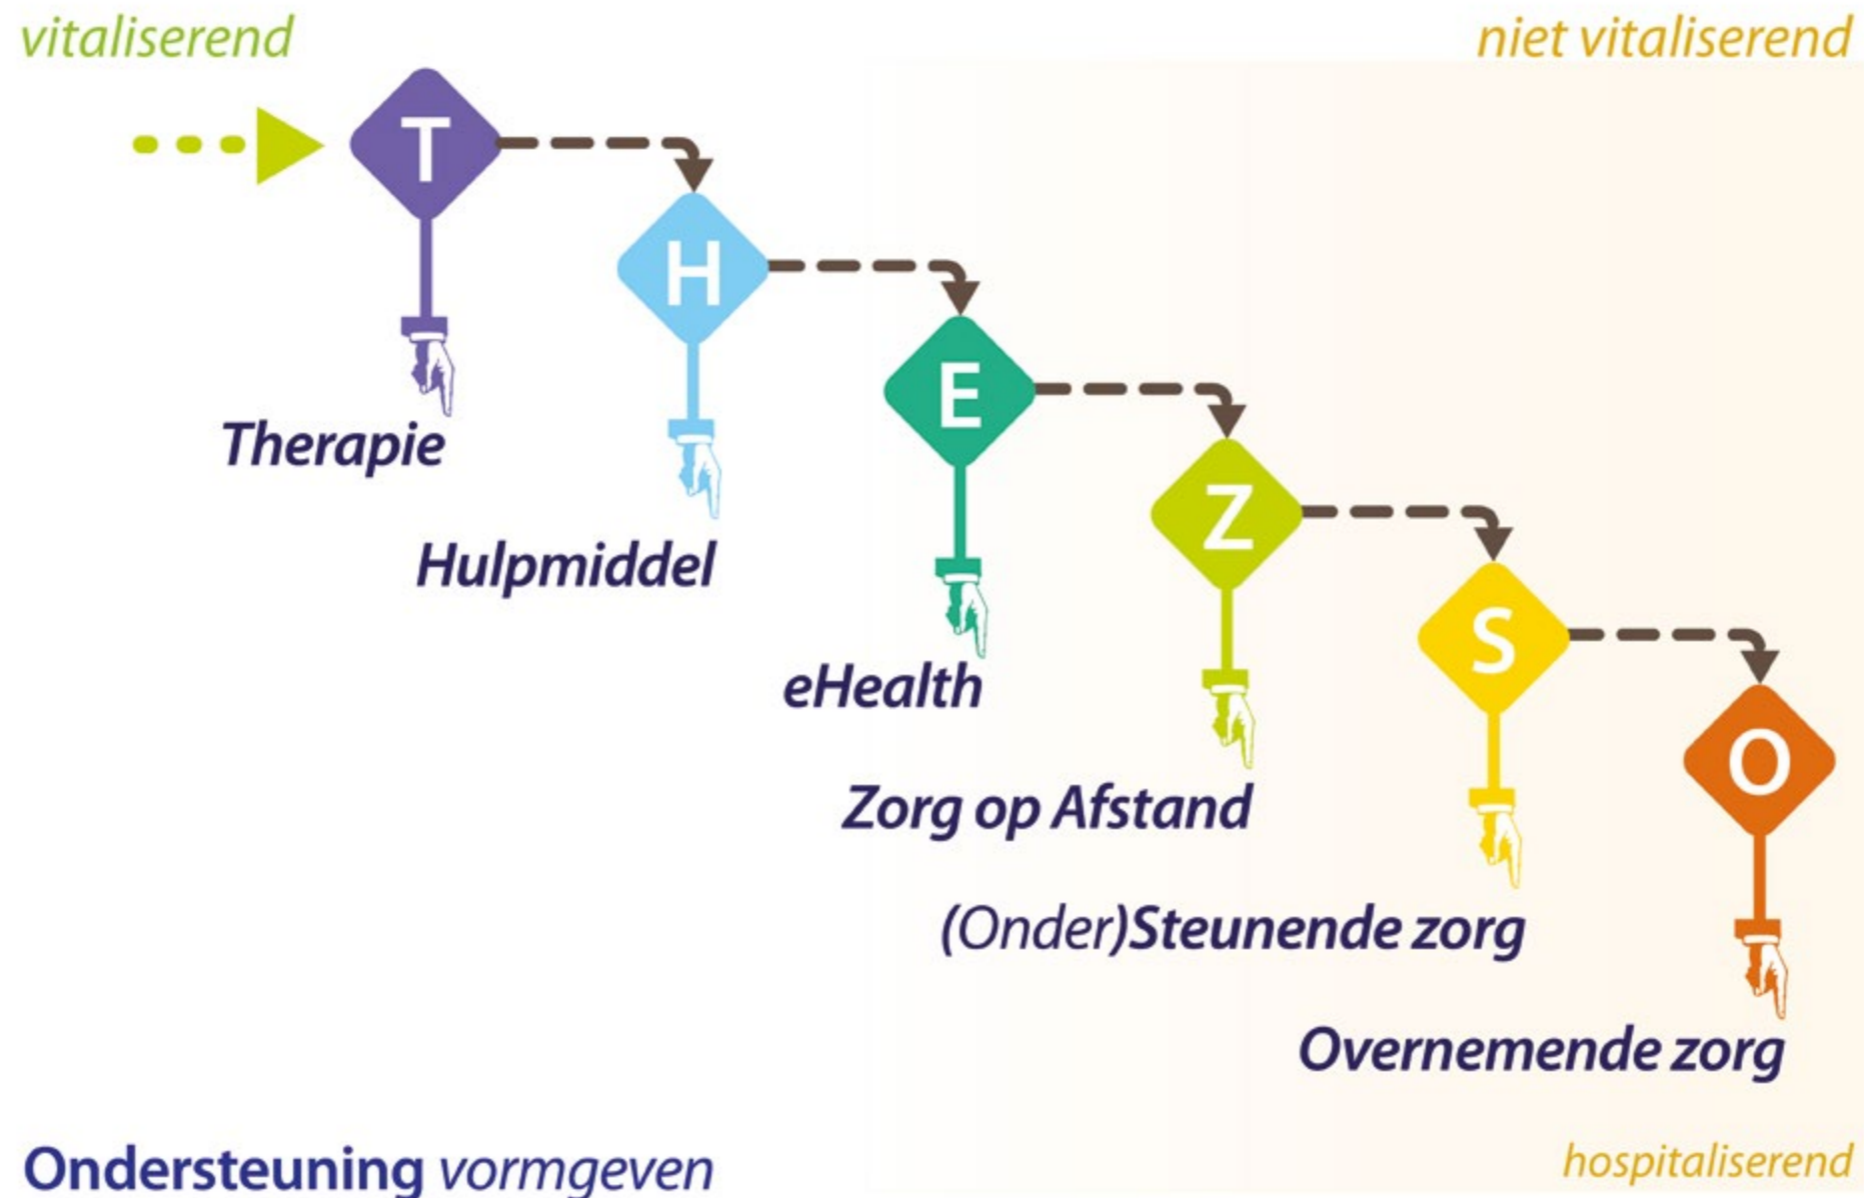 vitaliserend
niet vitaliserend
T
H
E
Z
S
O
Therapie
Hulpmiddel
eHealth
Zorg op Afstand
(Onder)Steunende zorg
Overnemende zorg
Ondersteuning vormgeven
hospitaliserend